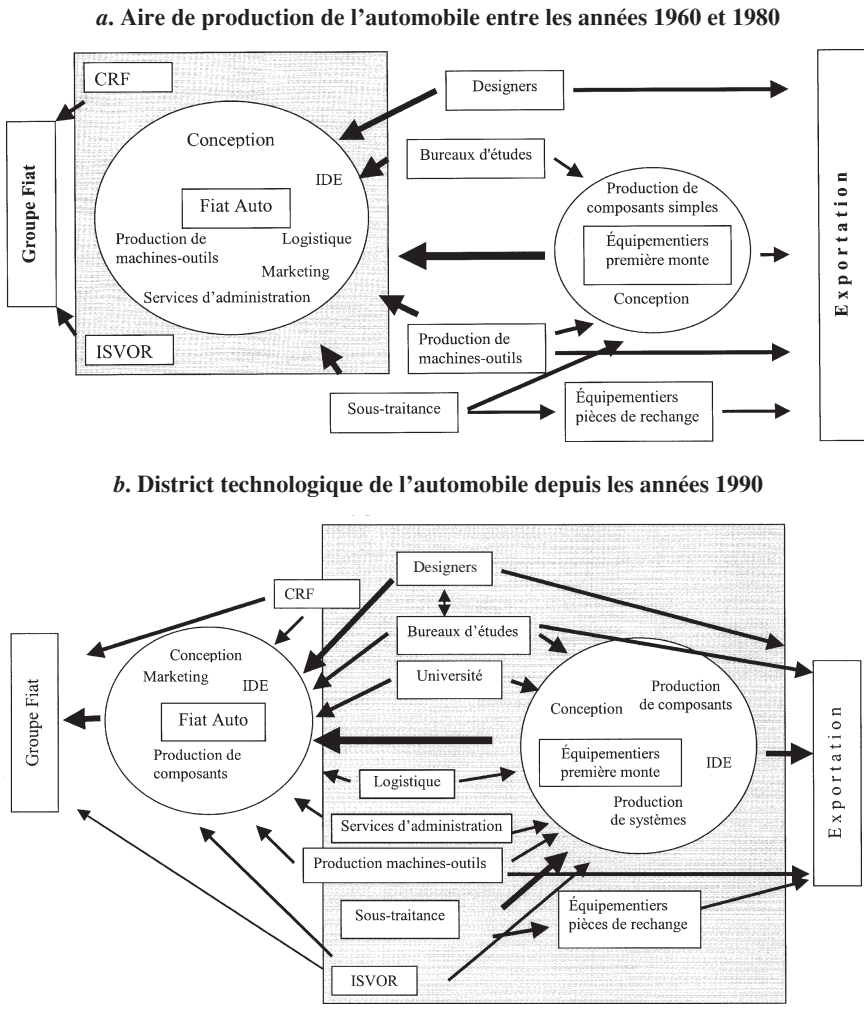 a. Aire de production de l’automobile entre les années 1960 et 1980
CRF
Designers
Conception
Bureaux d'études
IDE
Production de
composants simples
Fiat Auto
Groupe Fiat
Exportation
Production de
machines-outils
Logistique
Équipementiers
première monte
Marketing
Services d’administration
Conception
ISVOR
Production de
machines-outils
Sous-traitance
Équipementiers
pièces de rechange
b. District technologique de l’automobile depuis les années 1990
Designers
CRF
Bureaux d’études
Conception
Marketing
IDE
Université
Production
de composants
Conception
Groupe Fiat
Fiat Auto
Exportation
Production de
composants
Équipementiers
première monte
IDE
Logistique
Production
de systèmes
Services d’administration
Production machines-outils
Sous-traitance
Équipementiers
pièces de rechange
ISVOR